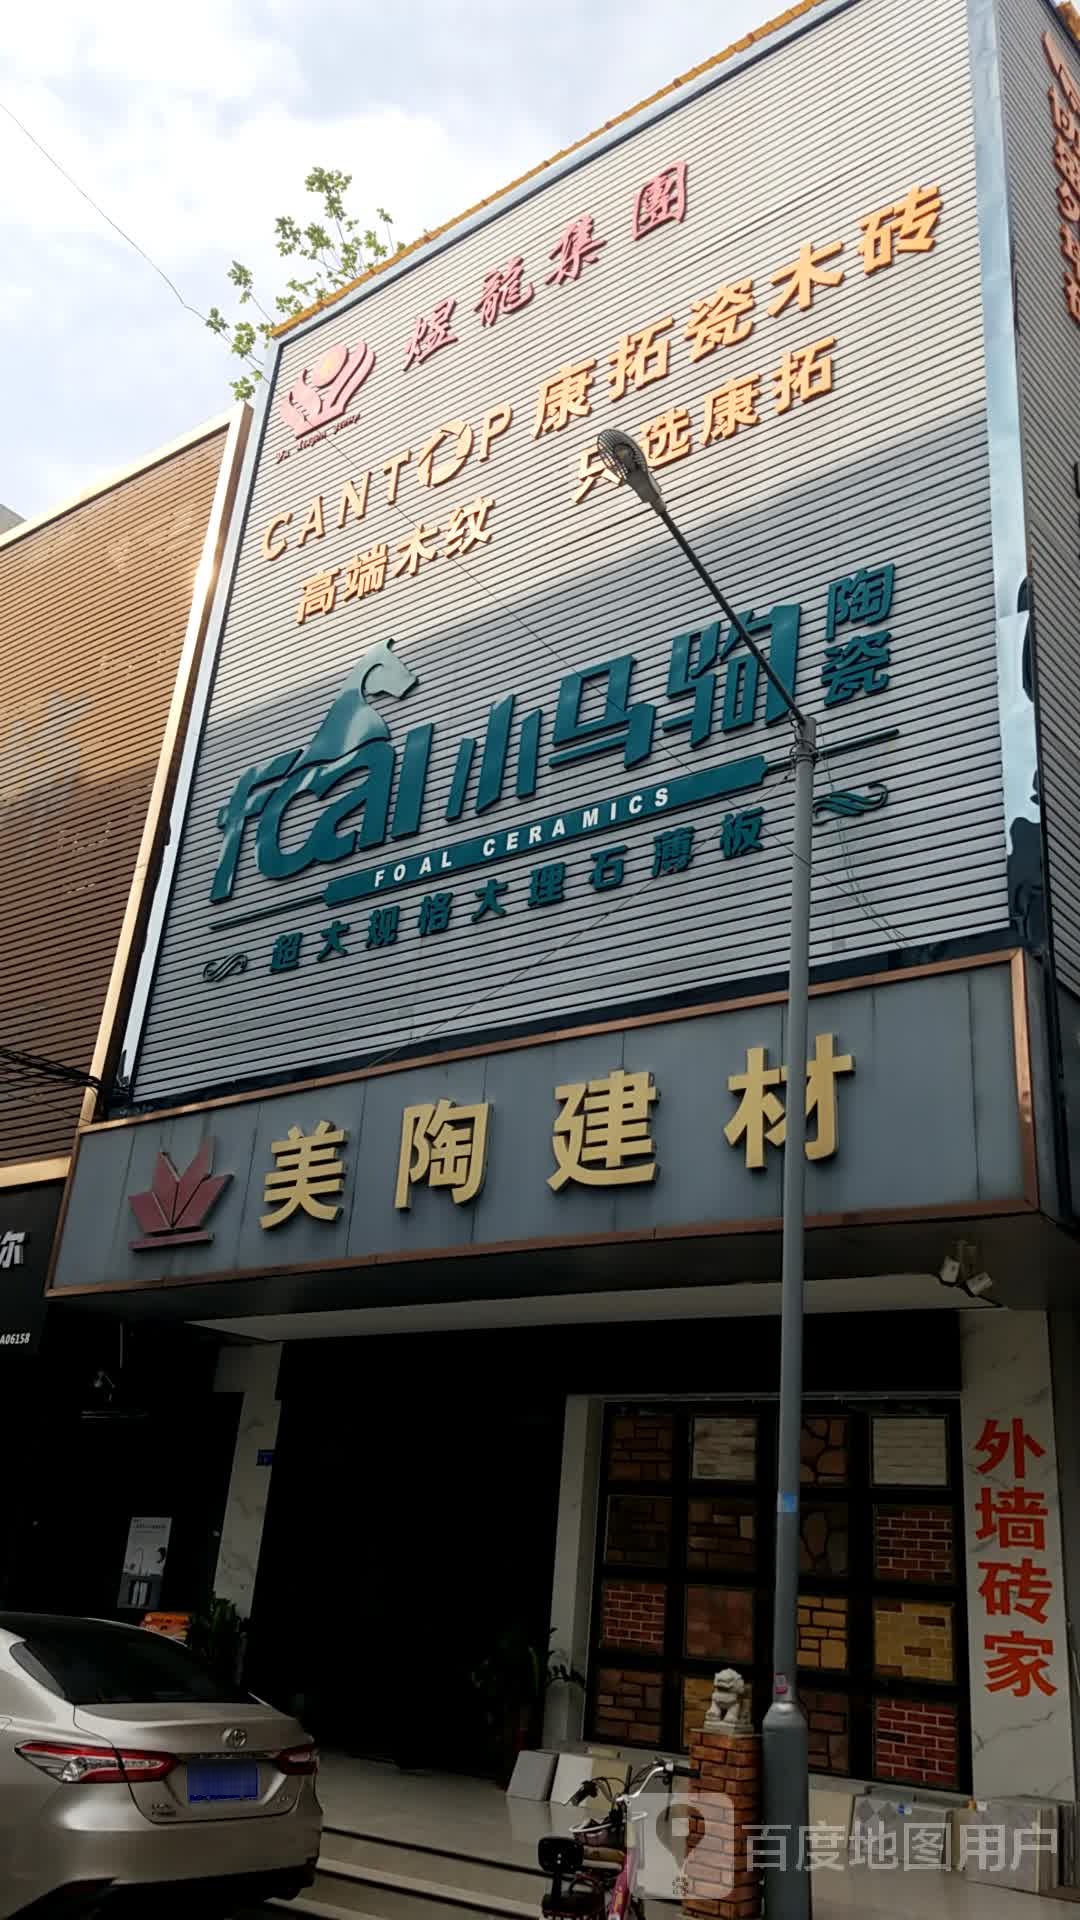 煜龍集團
CANTOP 康拓瓷木砖
高端木纹 只选康拓
foal 小马驹 陶瓷
FOAL CERAMICS
超大规格大理石薄板
美陶建材
尔
A06158
外墙砖家
百度地图用户